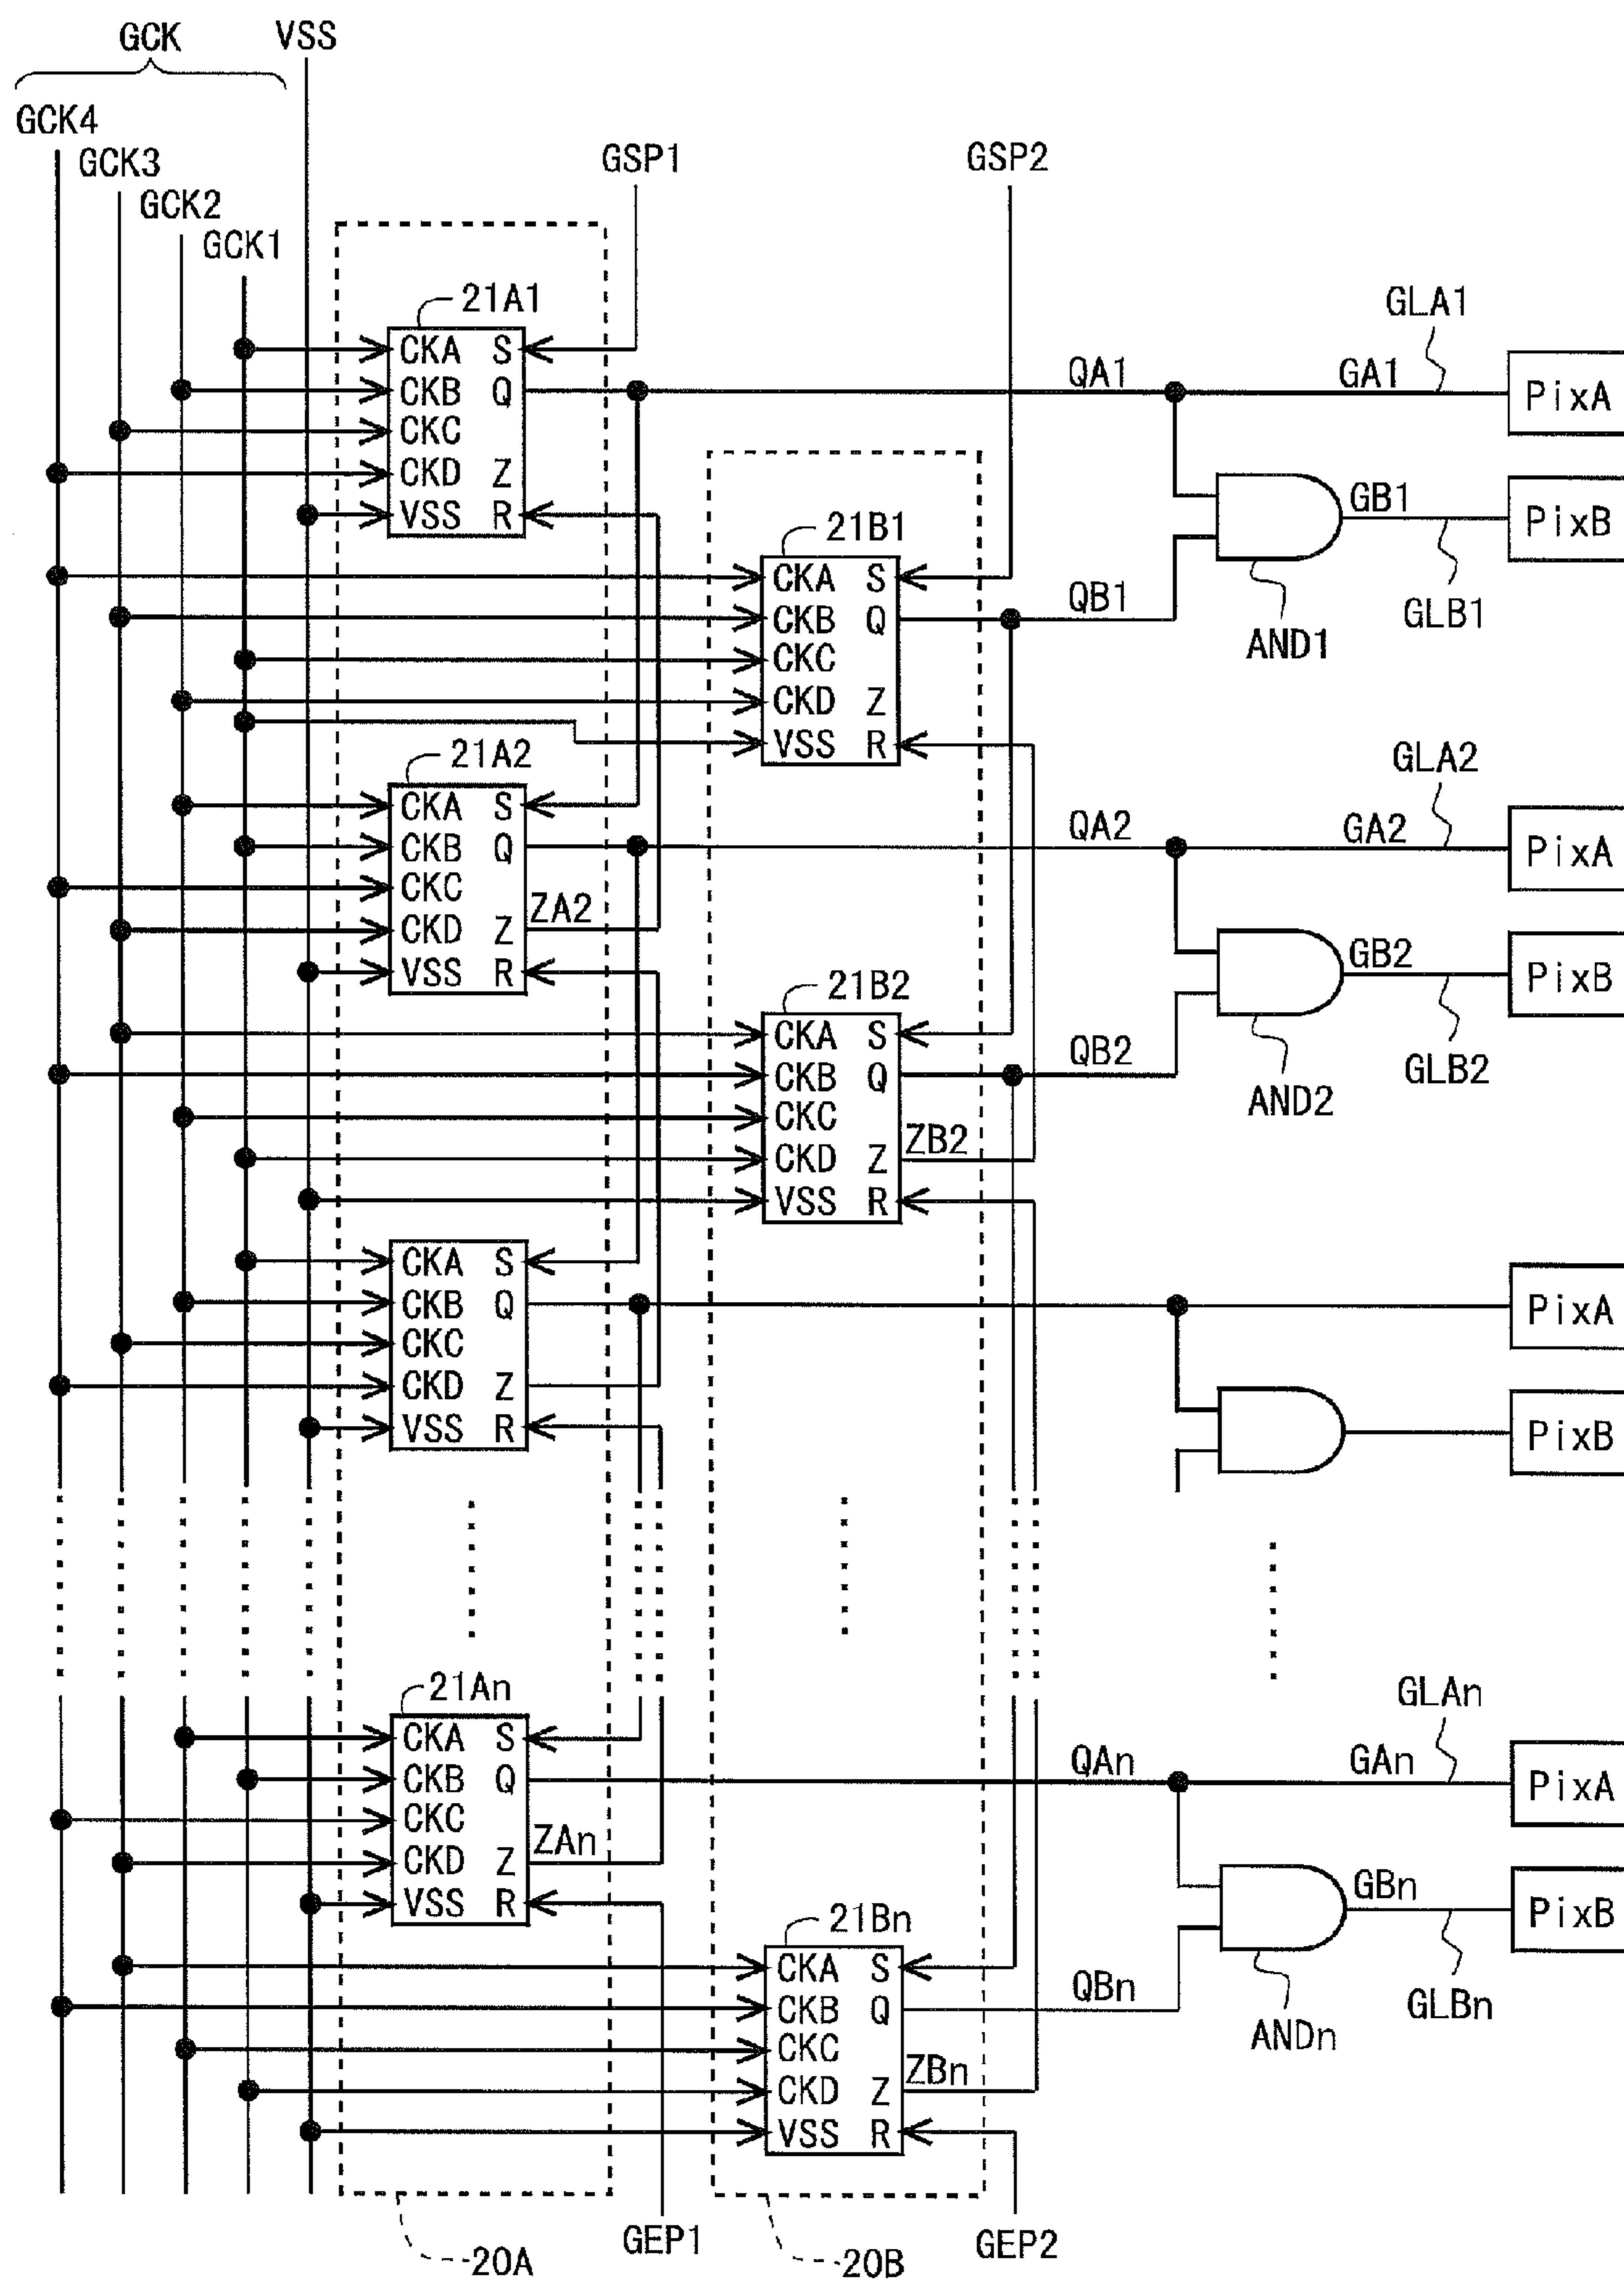 GCK VSS
GCK4
GCK3
GCK2
GCK1
GSP1
GSP2
21A1
CKA S
CKB Q
CKC
CKD Z
VSS R
QA1
GA1
GLA1
PixA
21B1
CKA S
CKB Q
CKC
CKD Z
VSS R
QB1
AND1
GB1
GLB1
PixB
21A2
CKA S
CKB Q
CKC
CKD Z
VSS R
ZA2
QA2
GA2
GLA2
PixA
21B2
CKA S
CKB Q
CKC
CKD Z
VSS R
ZB2
QB2
AND2
GB2
GLB2
PixB
CKA S
CKB Q
CKC
CKD Z
VSS R
PixA
PixB
21An
CKA S
CKB Q
CKC
CKD Z
VSS R
ZAn
QAn
GAn
GLAn
PixA
21Bn
CKA S
CKB Q
CKC
CKD Z
VSS R
ZBn
QBn
ANDn
GBn
GLBn
PixB
20A
GEP1
20B
GEP2